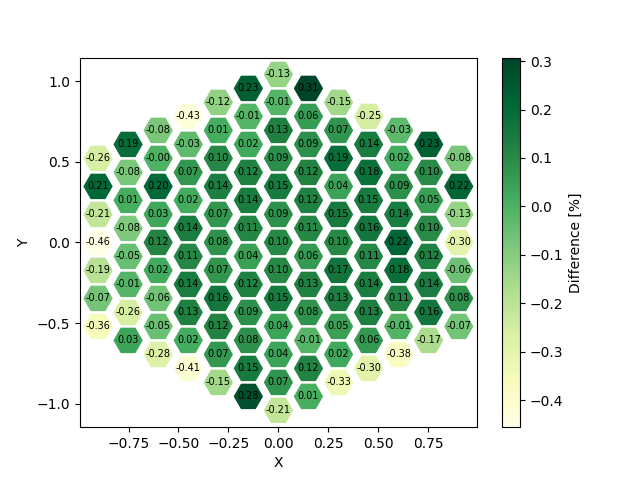 1.0
0.5
0.0
−0.5
−1.0
Y
-0.13
0.23 0.31
-0.12 -0.01 -0.15
-0.43 -0.01 0.06 -0.25
-0.08 0.01 0.13 0.07 -0.03
0.19 -0.03 0.02 0.09 0.14 0.23
-0.26 -0.00 0.10 0.09 0.19 0.02 -0.08
-0.08 0.07 0.12 0.12 0.18 0.10
0.21 0.20 0.14 0.15 0.04 0.09 0.22
0.01 0.02 0.14 0.12 0.15 0.05
-0.21 0.03 0.07 0.09 0.15 0.14 -0.13
-0.08 0.14 0.11 0.11 0.16 0.10
-0.46 0.12 0.08 0.10 0.10 0.22 -0.30
-0.05 0.11 0.04 0.06 0.11 0.10
-0.19 0.02 0.07 0.10 0.17 0.18 -0.06
-0.01 0.14 0.12 0.13 0.13 0.14
-0.07 -0.06 0.16 0.15 0.13 0.11 0.08
-0.26 0.13 0.09 0.08 0.14 0.16
-0.36 -0.05 0.12 0.04 0.05 -0.01 -0.07
0.03 0.02 0.08 -0.01 0.06 -0.17
-0.28 0.07 0.04 0.02 -0.38
-0.41 0.15 0.12 -0.30
-0.15 0.07 -0.33
0.28 0.01
-0.21
−0.75 −0.50 −0.25 0.00 0.25 0.50 0.75
X
0.3
0.2
0.1
0.0
−0.1
−0.2
−0.3
−0.4
Difference [%]